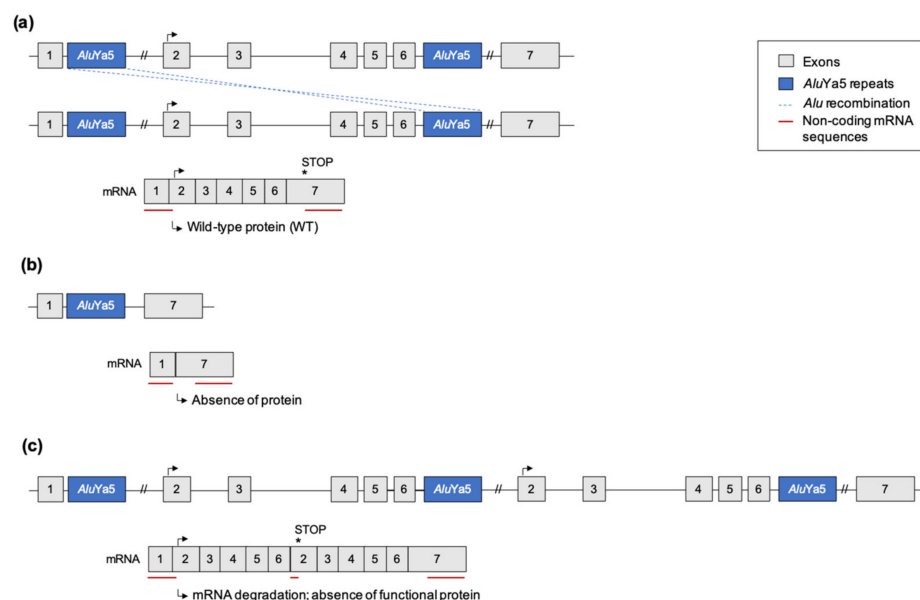 (a)
1 AluYa5 // 2 3 4 5 6 AluYa5 // 7
1 AluYa5 // 2 3 4 5 6 AluYa5 // 7
STOP
*
mRNA 1 2 3 4 5 6 7
Wild-type protein (WT)
Exons
AluYa5 repeats
Alu recombination
Non-coding mRNA
sequences
(b)
1 AluYa5 7
mRNA 1 7
Absence of protein
(c)
1 AluYa5 // 2 3 4 5 6 AluYa5 // 2 3 4 5 6 AluYa5 // 7
STOP
*
mRNA 1 2 3 4 5 6 2 3 4 5 6 7
mRNA degradation; absence of functional protein